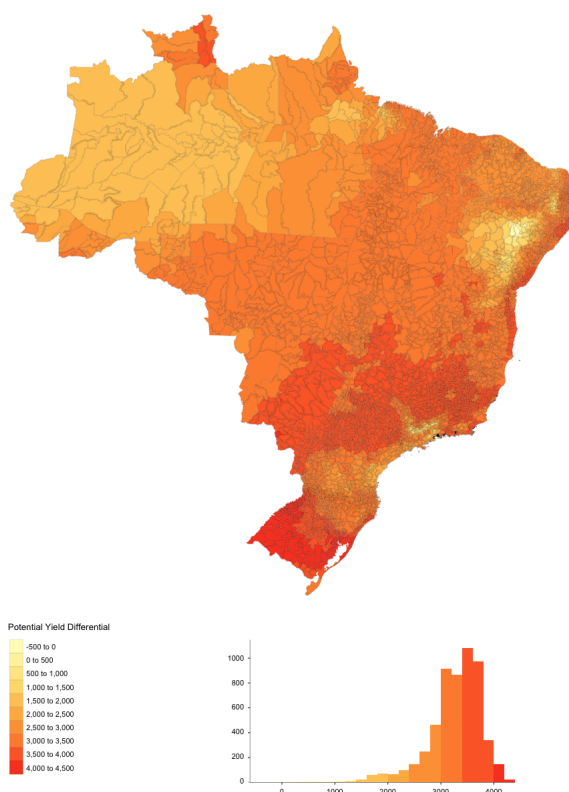 Potential Yield Differential
-500 to 0
0 to 500
500 to 1,000
1,000 to 1,500
1,500 to 2,000
2,000 to 2,500
2,500 to 3,000
3,000 to 3,500
3,500 to 4,000
4,000 to 4,500
1000
800
600
400
200
0
0 1000 2000 3000 4000